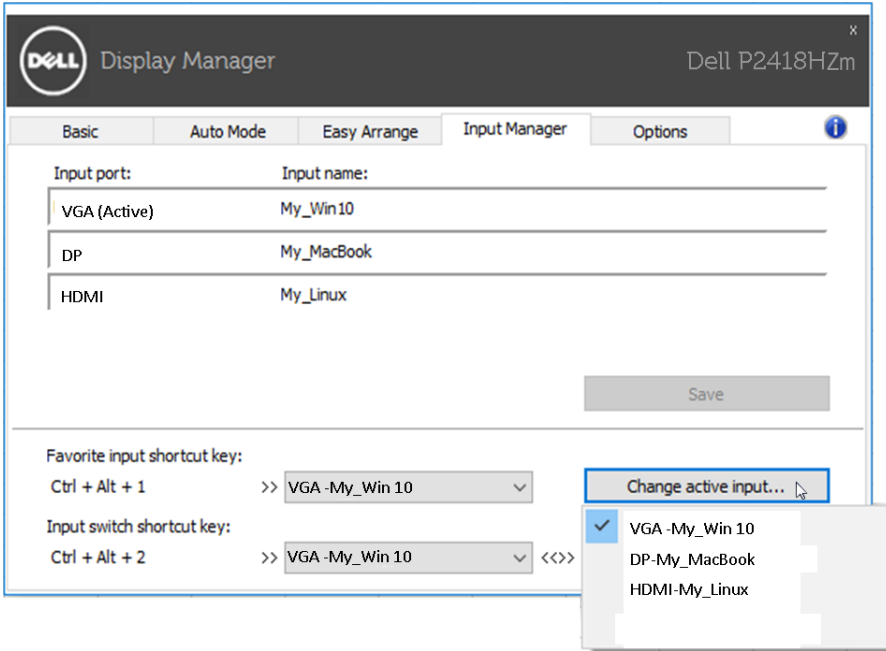 x
DELL Display Manager Dell P2418HZm
Basic Auto Mode Easy Arrange Input Manager Options i
Input port: Input name:
VGA (Active) My_Win10
DP My_MacBook
HDMI My_Linux
Save
Favorite input shortcut key:
Ctrl + Alt + 1 >> VGA -My_Win 10 Change active input...
Input switch shortcut key: VGA -My_Win 10
Ctrl + Alt + 2 >> VGA -My_Win 10 <<>> DP-My_MacBook
HDMI-My_Linux